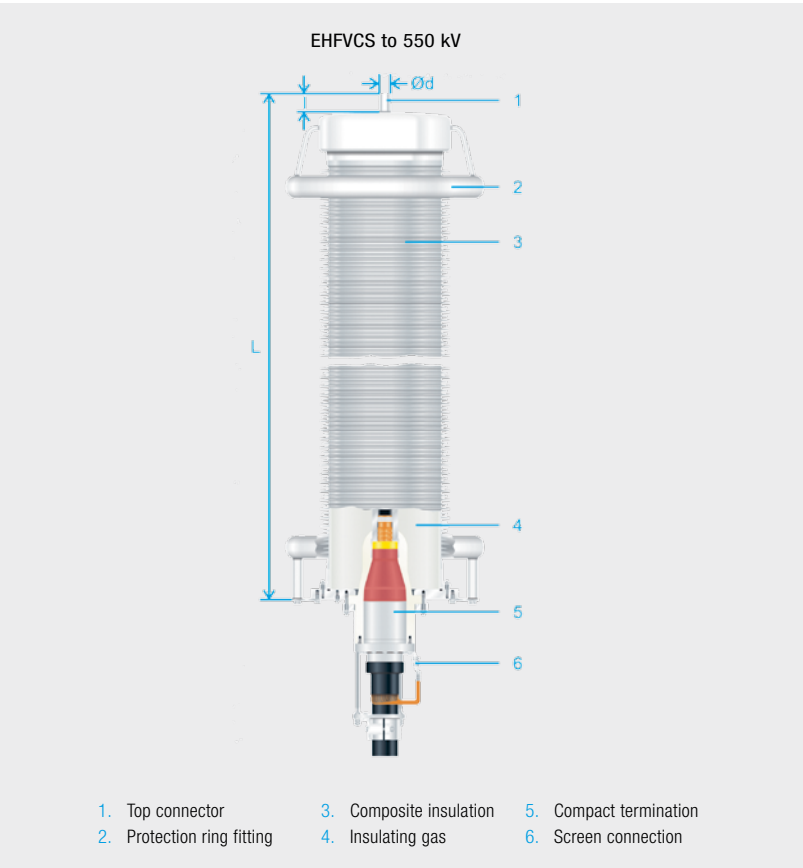 EHFVCS to 550 kV
Ød
1
2
3
L
4
5
6
1. Top connector 3. Composite insulation 5. Compact termination
2. Protection ring fitting 4. Insulating gas 6. Screen connection